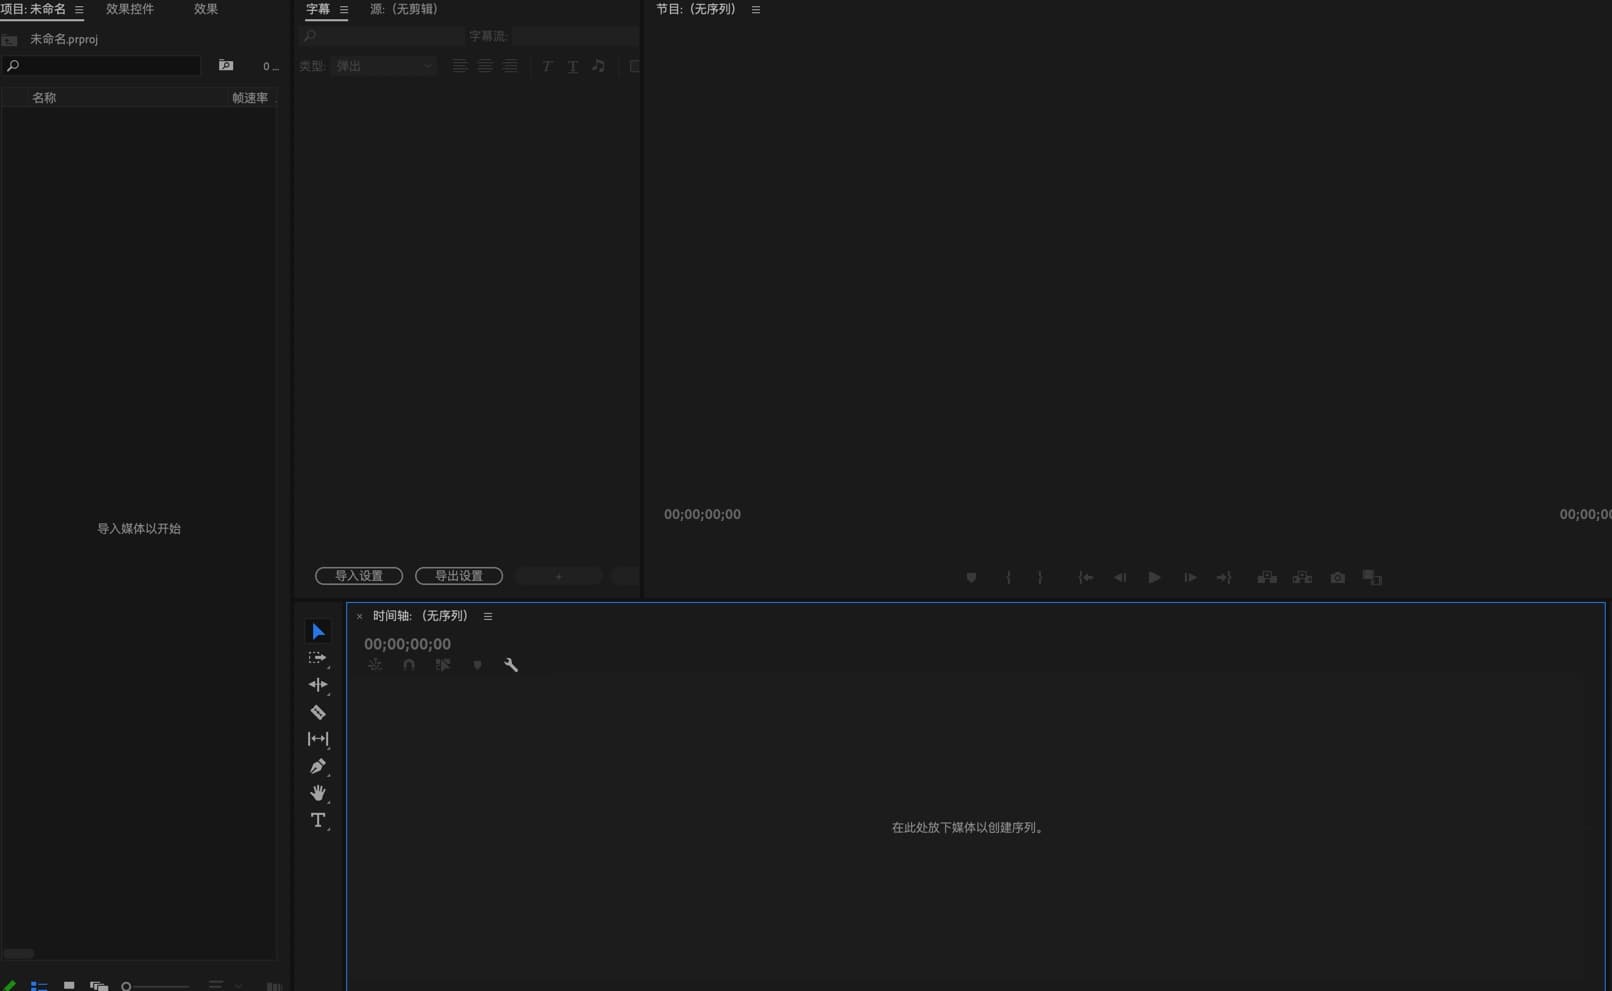 项目: 未命名
效果控件
效果
未命名.prproj
0 ...
名称
帧速率
导入媒体以开始
字幕
源:（无剪辑）
字幕流:
类型:
弹出
导入设置
导出设置
+
节目:（无序列）
00;00;00;00
00;00;0
× 时间轴:（无序列）
00;00;00;00
在此处放下媒体以创建序列。